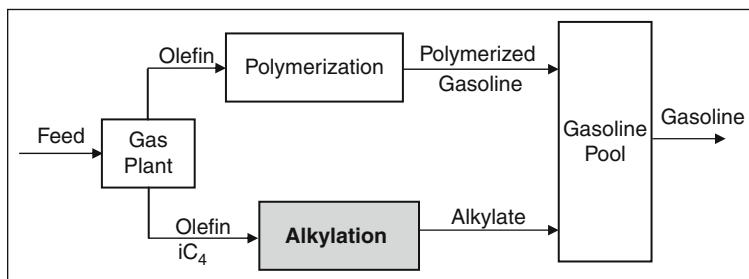 Olefin
Polymerization
Polymerized
Gasoline
Feed
Gas
Plant
Gasoline
Pool
Gasoline
Olefin
iC₄
Alkylation
Alkylate